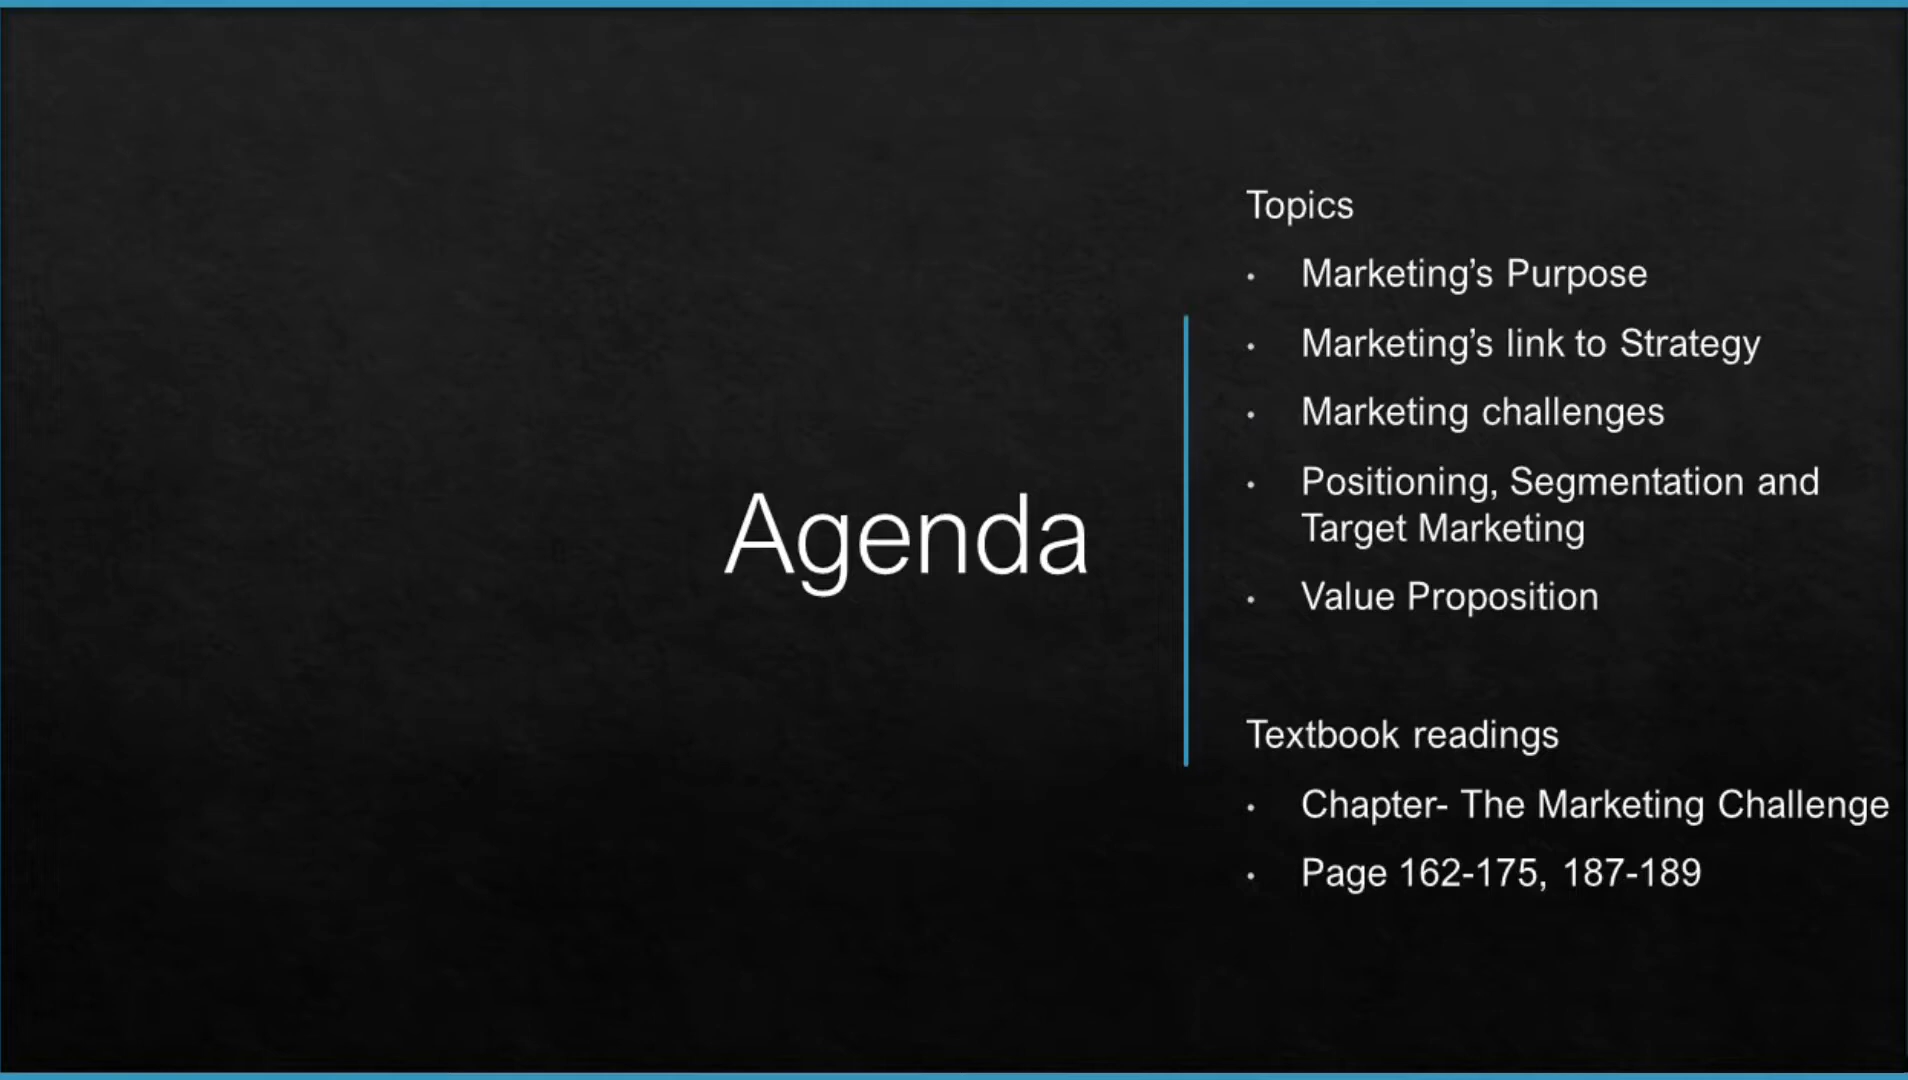 Agenda
Topics
• Marketing’s Purpose
• Marketing’s link to Strategy
• Marketing challenges
• Positioning, Segmentation and
Target Marketing
• Value Proposition
Textbook readings
• Chapter- The Marketing Challenge
• Page 162-175, 187-189